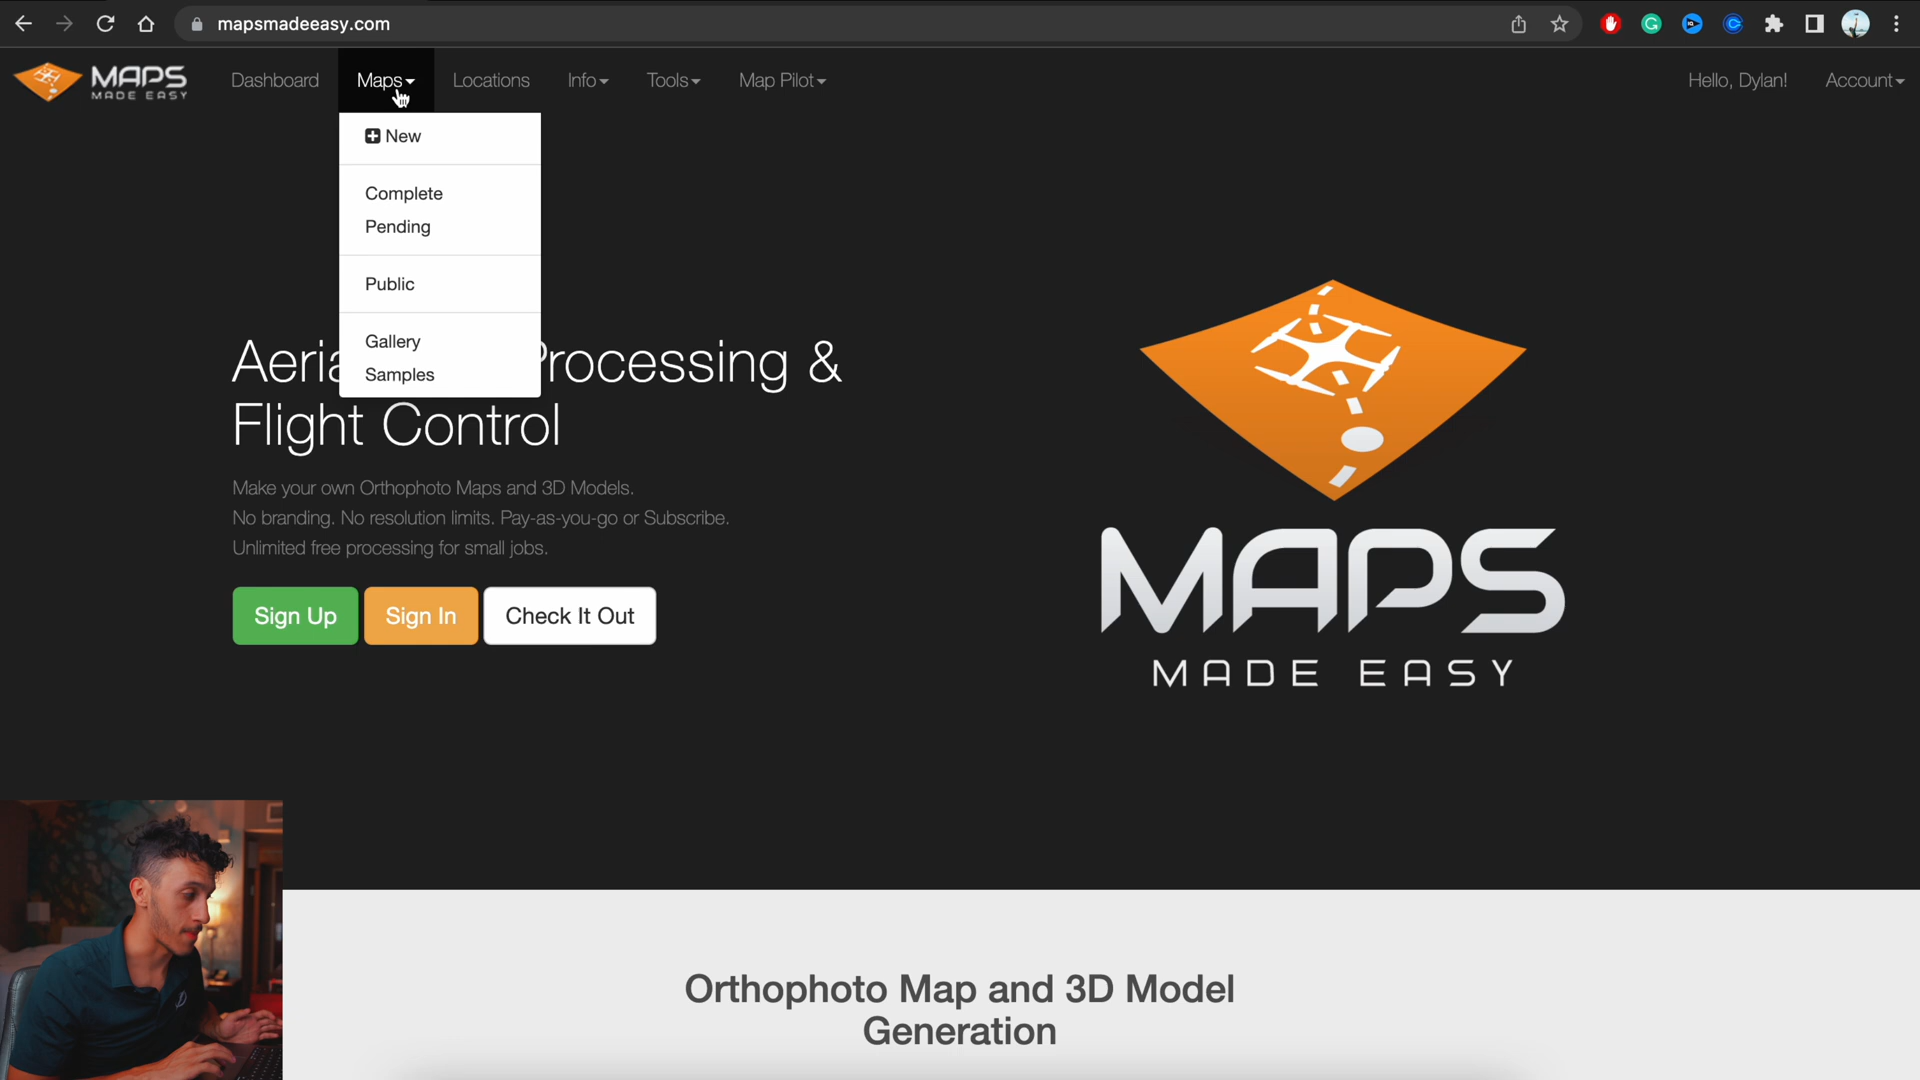 mapsmadeeasy.com
MAPS
MADE EASY
Dashboard
Maps
Locations
Info
Tools
Map Pilot
Hello, Dylan!
Account
New
Complete
Pending
Public
Gallery
Samples
Aeria rocessing &
Flight Control
Make your own Orthophoto Maps and 3D Models.
No branding. No resolution limits. Pay-as-you-go or Subscribe.
Unlimited free processing for small jobs.
Sign Up
Sign In
Check It Out
MAPS
MADE EASY
Orthophoto Map and 3D Model
Generation